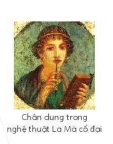 Chân dung trong
nghệ thuật La Mã cổ đại